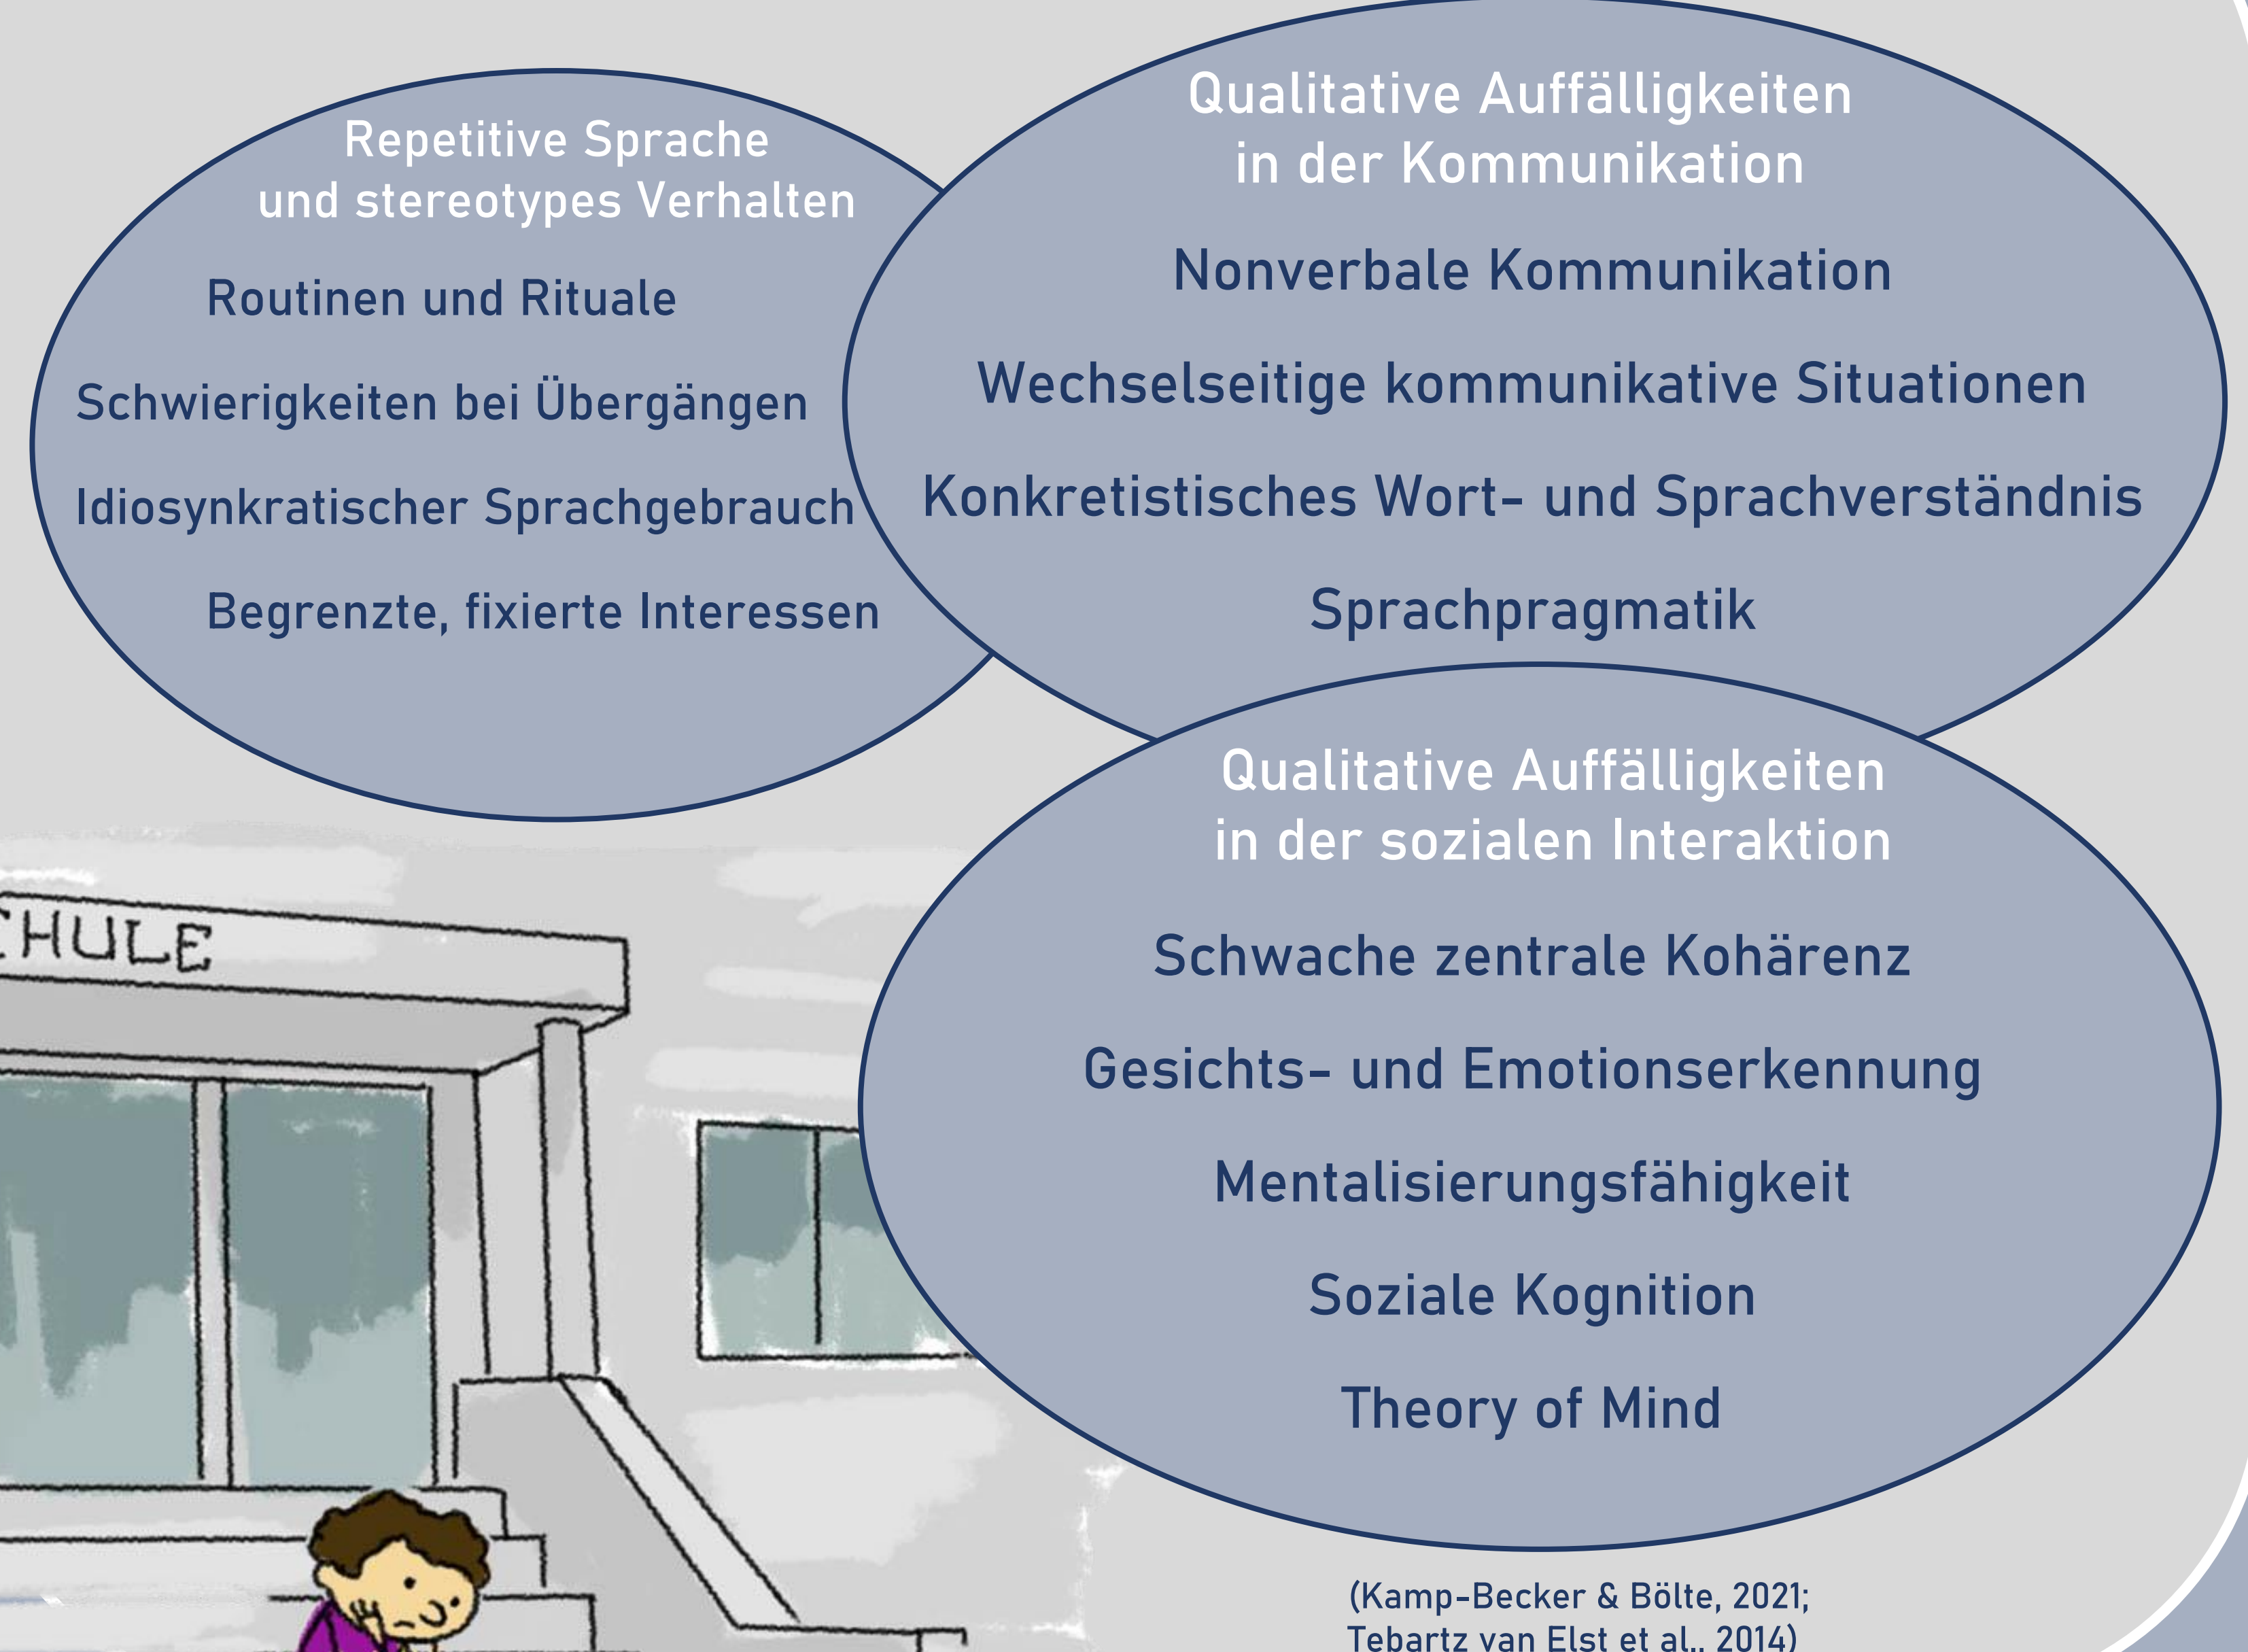 Repetitive Sprache
und stereotypes Verhalten
Routinen und Rituale
Schwierigkeiten bei Übergängen
Idiosynkratischer Sprachgebrauch
Begrenzte, fixierte Interessen
Qualitative Auffälligkeiten
in der Kommunikation
Nonverbale Kommunikation
Wechselseitige kommunikative Situationen
Konkretistisches Wort- und Sprachverständnis
Sprachpragmatik
Qualitative Auffälligkeiten
in der sozialen Interaktion
Schwache zentrale Kohärenz
Gesichts- und Emotionserkennung
Mentalisierungsfähigkeit
Soziale Kognition
Theory of Mind
CHULE
(Kamp-Becker & Bölte, 2021;
Tebartz van Elst et al., 2014)